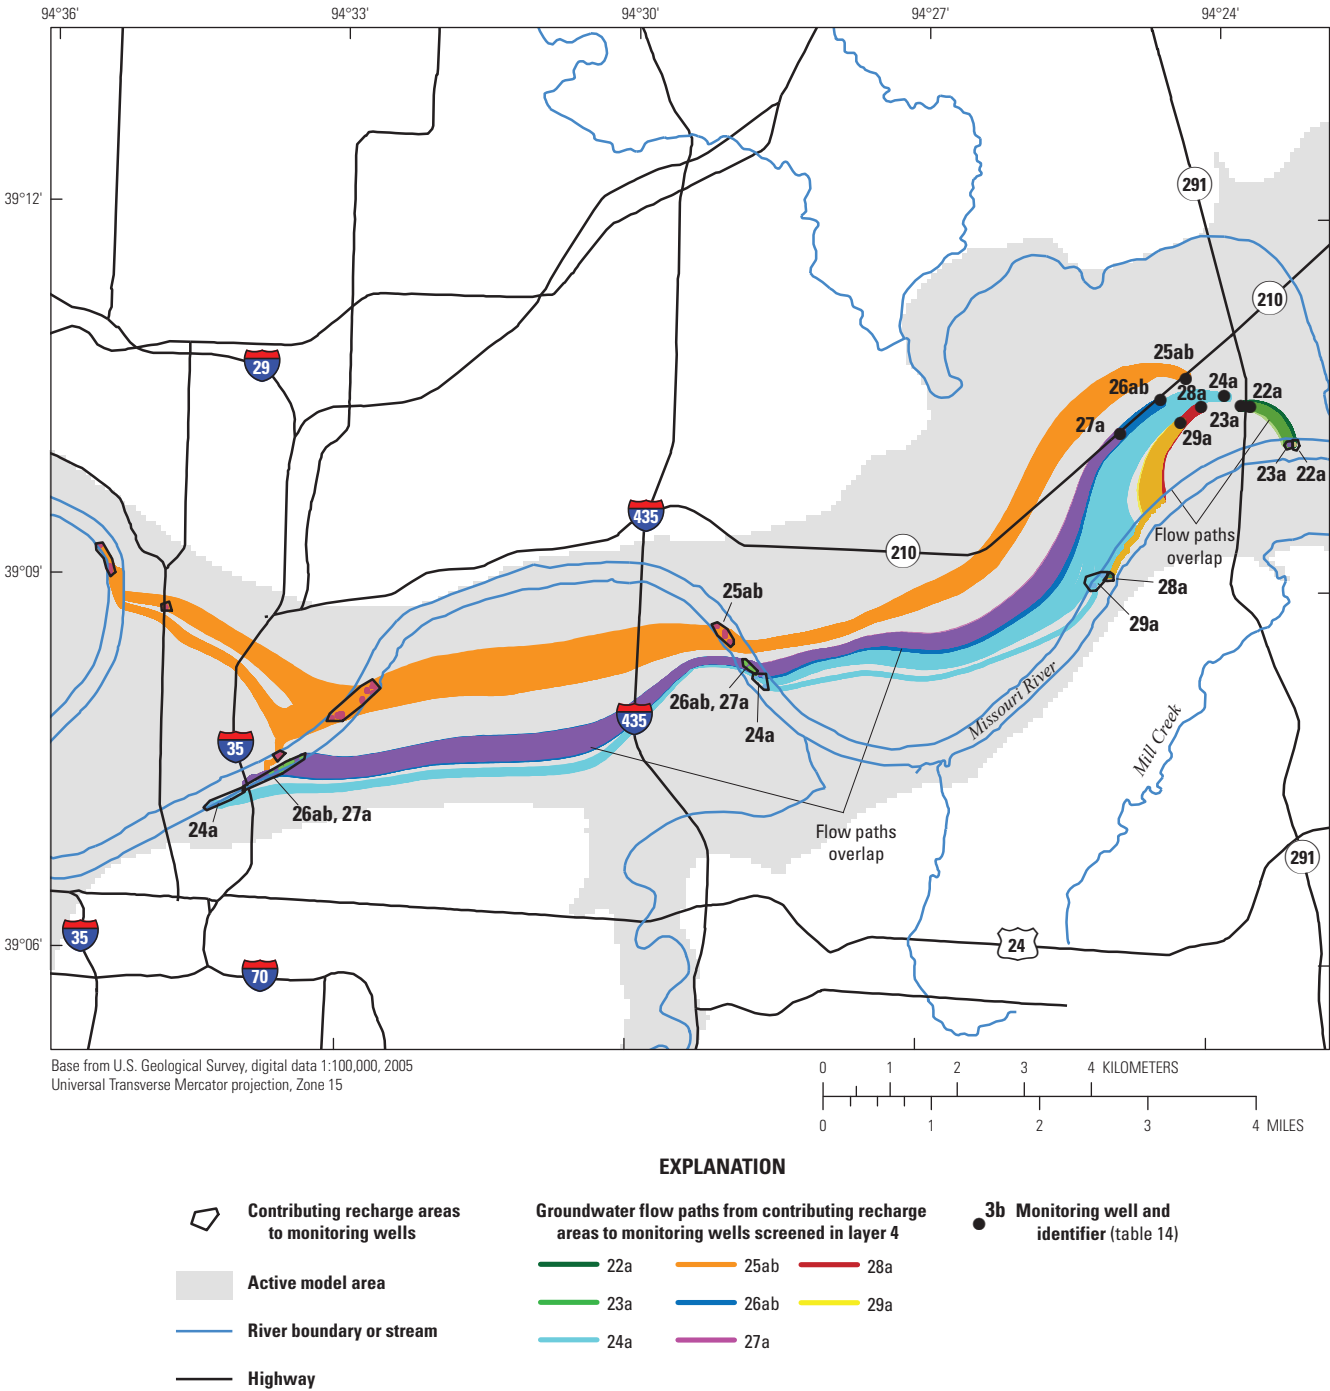 94°36'
94°33'
94°30'
94°27'
94°24'
39°12'
39°09'
39°06'
291
210
29
25ab
26ab
28a
24a
22a
27a
23a
29a
23a
22a
435
210
Flow paths
overlap
25ab
28a
29a
26ab, 27a
24a
435
35
26ab, 27a
24a
Missouri River
Mill Creek
Flow paths
overlap
291
35
70
24
Base from U.S. Geological Survey, digital data 1:100,000, 2005
Universal Transverse Mercator projection, Zone 15
0 1 2 3 4 KILOMETERS
0 1 2 3 4 MILES
EXPLANATION
Contributing recharge areas
to monitoring wells
Active model area
River boundary or stream
Highway
Groundwater flow paths from contributing recharge
areas to monitoring wells screened in layer 4
22a
23a
24a
25ab
26ab
27a
28a
29a
3b Monitoring well and
identifier (table 14)